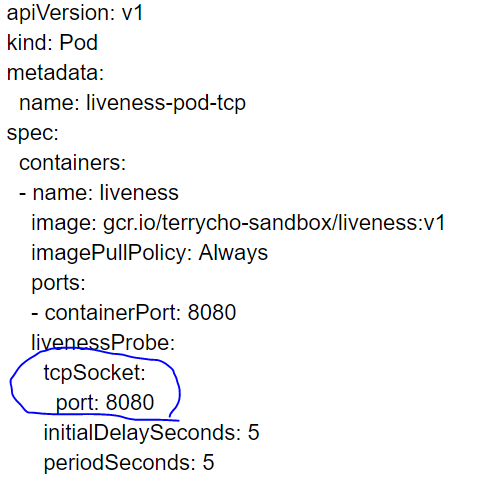 apiVersion: v1
kind: Pod
metadata:
  name: liveness-pod-tcp
spec:
  containers:
  - name: liveness
    image: gcr.io/terrycho-sandbox/liveness:v1
    imagePullPolicy: Always
    ports:
    - containerPort: 8080
    livenessProbe:
      tcpSocket:
        port: 8080
      initialDelaySeconds: 5
      periodSeconds: 5